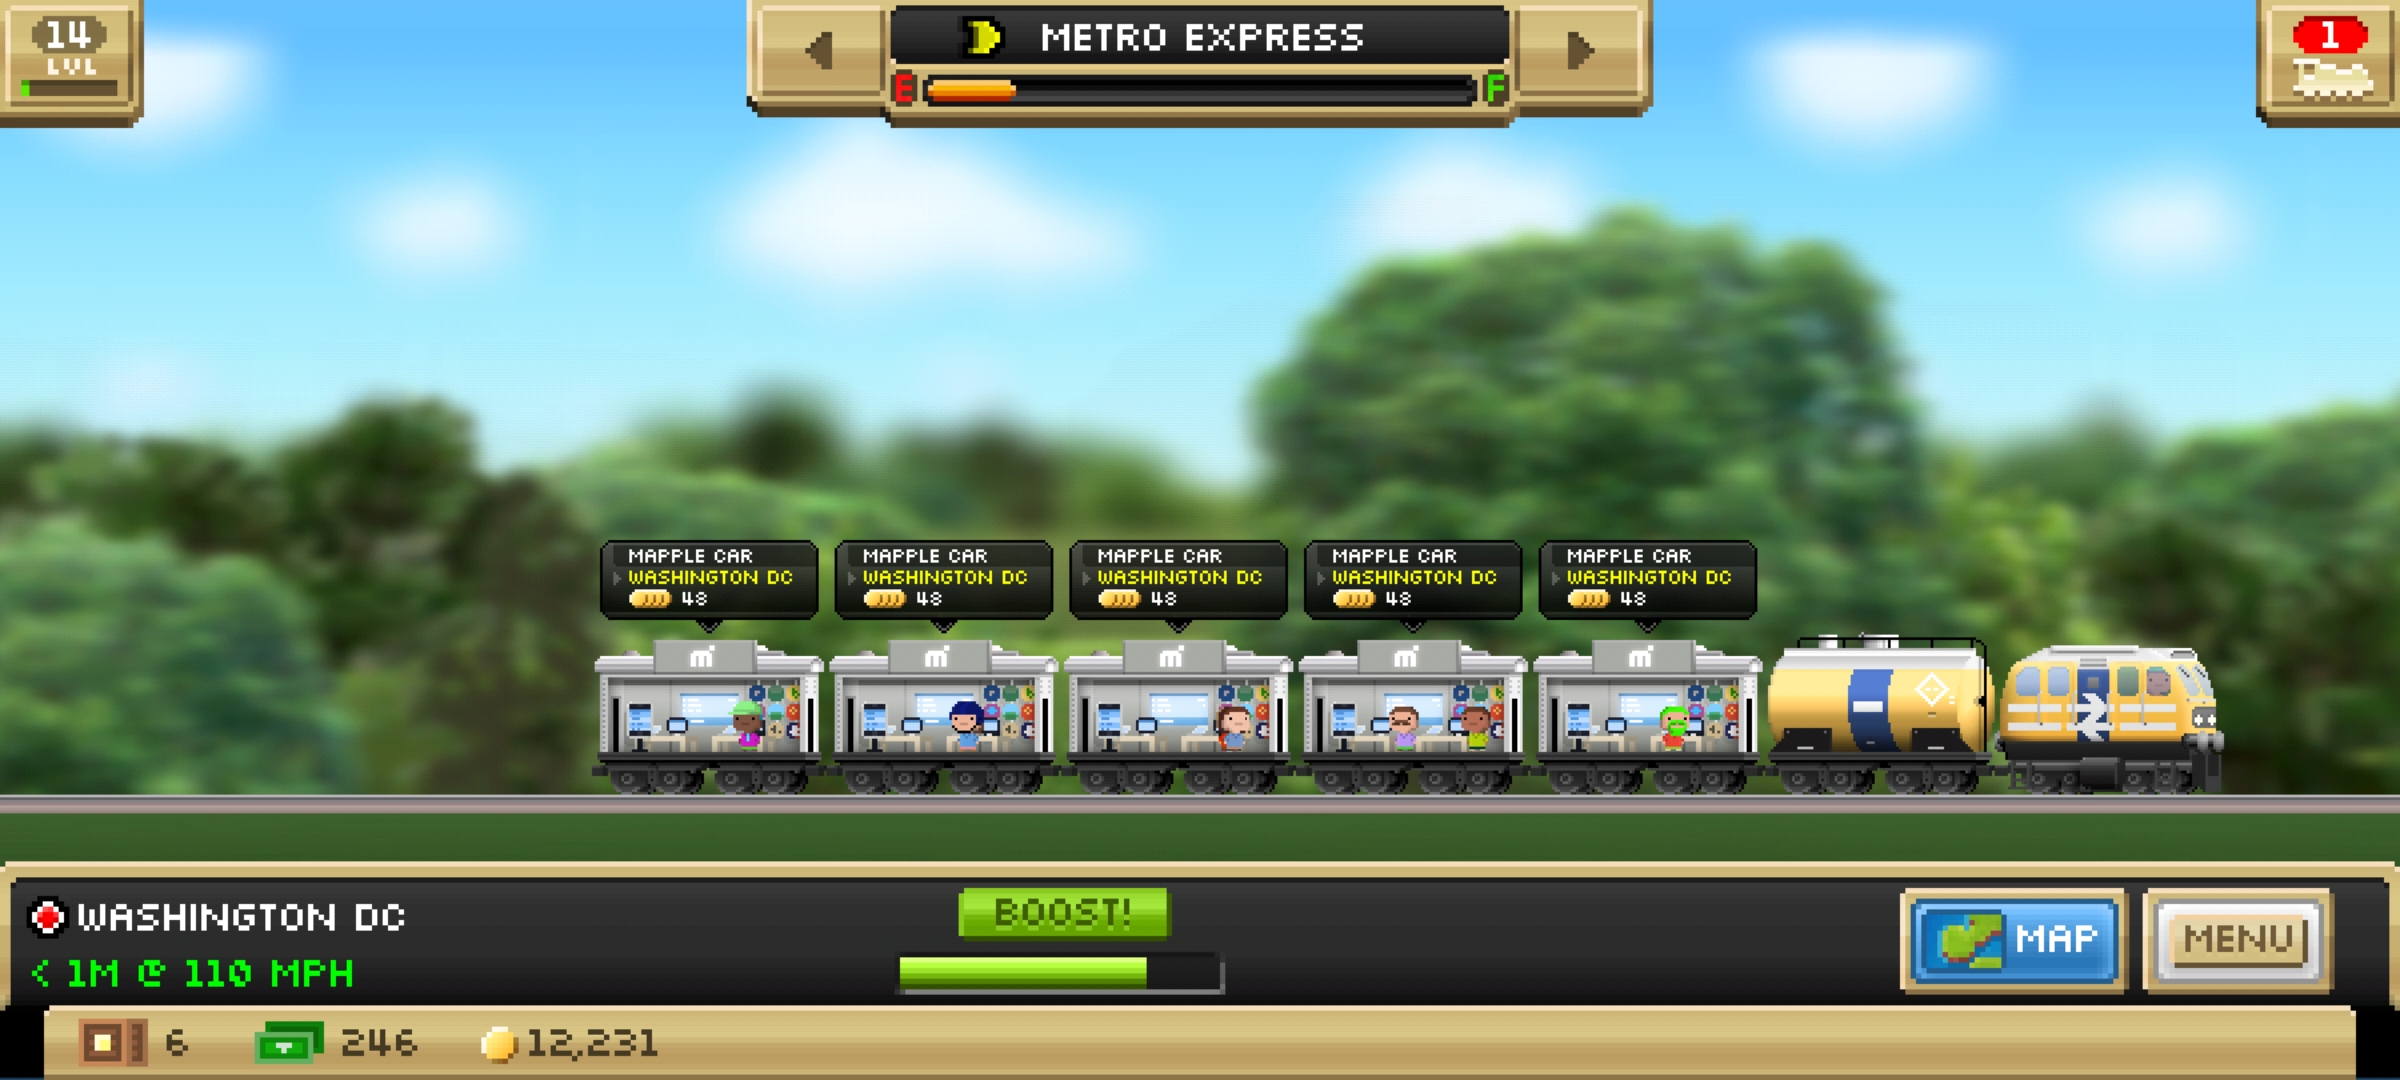 14
LVL
METRO EXPRESS
E F
1
MAPPLE CAR
WASHINGTON DC
48
MAPPLE CAR
WASHINGTON DC
48
MAPPLE CAR
WASHINGTON DC
48
MAPPLE CAR
WASHINGTON DC
48
MAPPLE CAR
WASHINGTON DC
48
m
m
m
m
m
2
WASHINGTON DC
< 1M @ 110 MPH
BOOST!
MAP
MENU
6
246
12,231